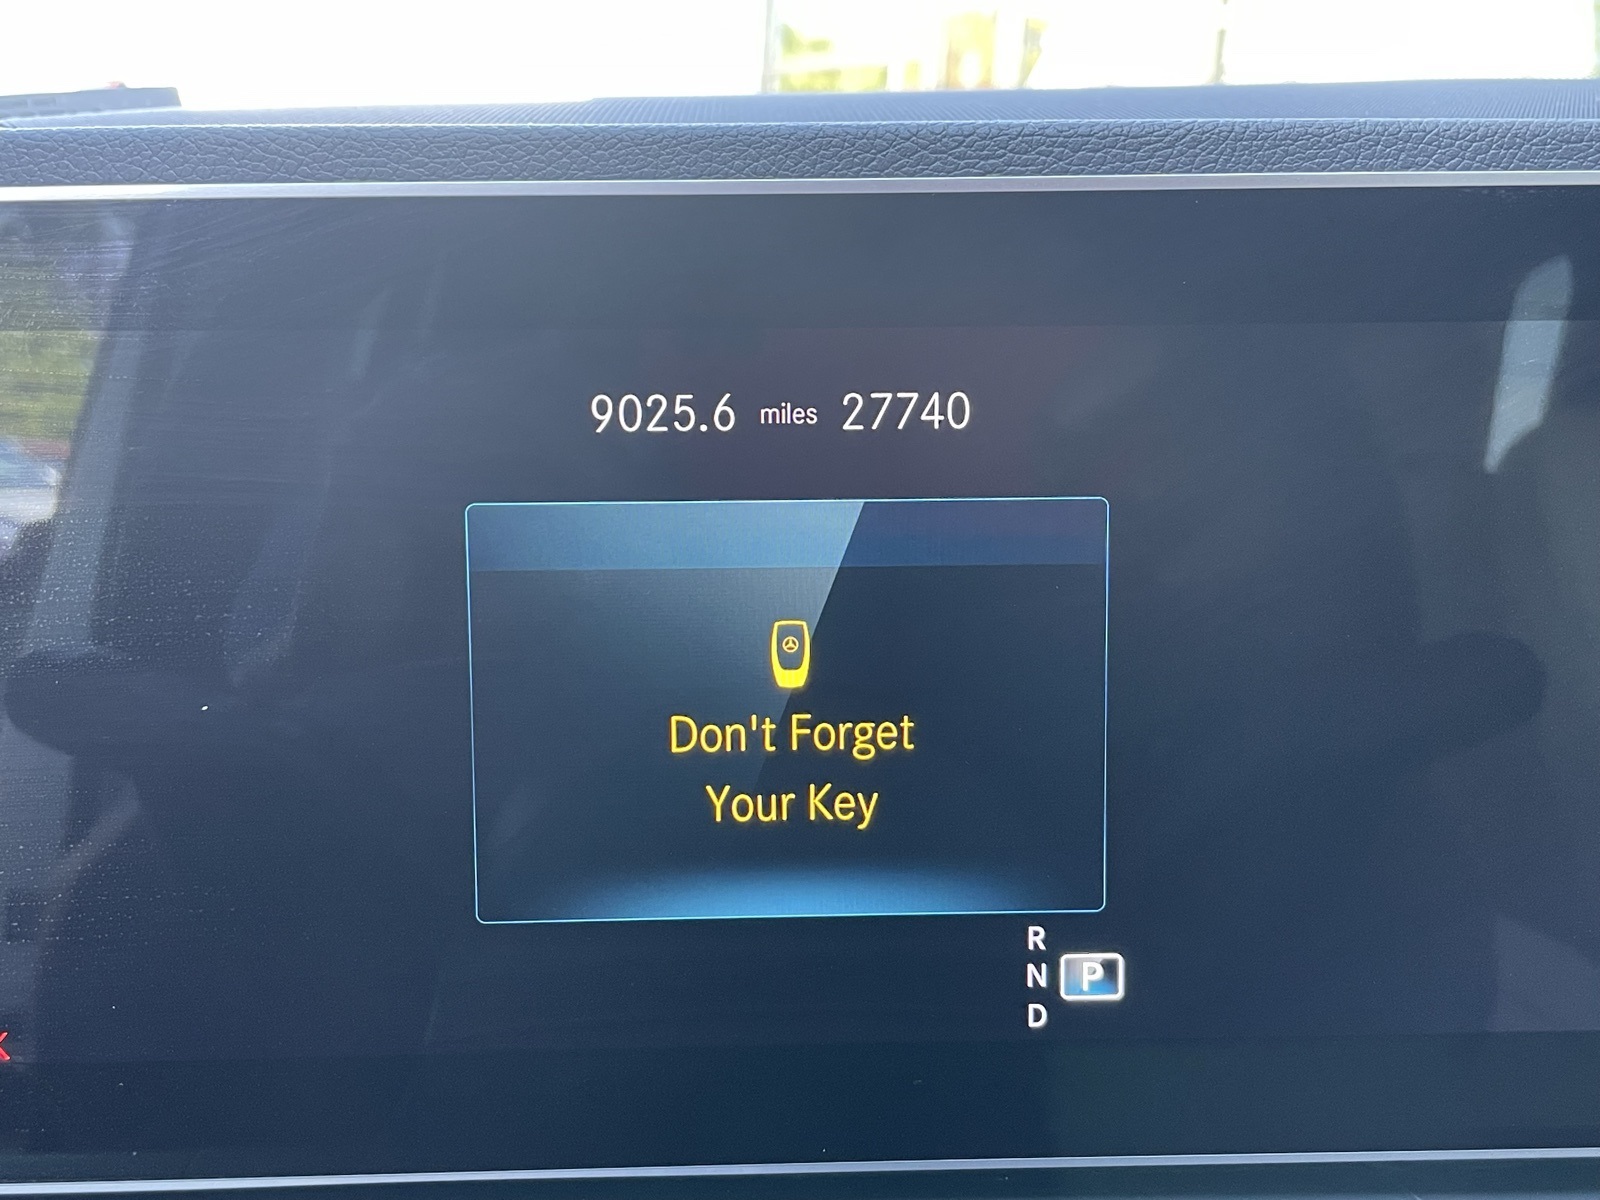 9025.6 miles 27740
Don't Forget
Your Key
R
N P
D